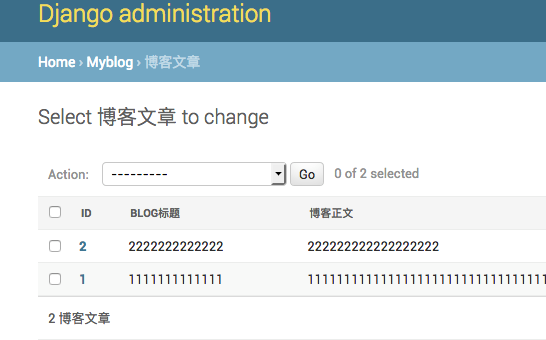 Django administration
Home › Myblog › 博客文章
Select 博客文章 to change
Action: --------- Go 0 of 2 selected
ID BLOG标题 博客正文
2 2222222222222 222222222222222222
1 1111111111111 111111111111111111111111111111111
2 博客文章